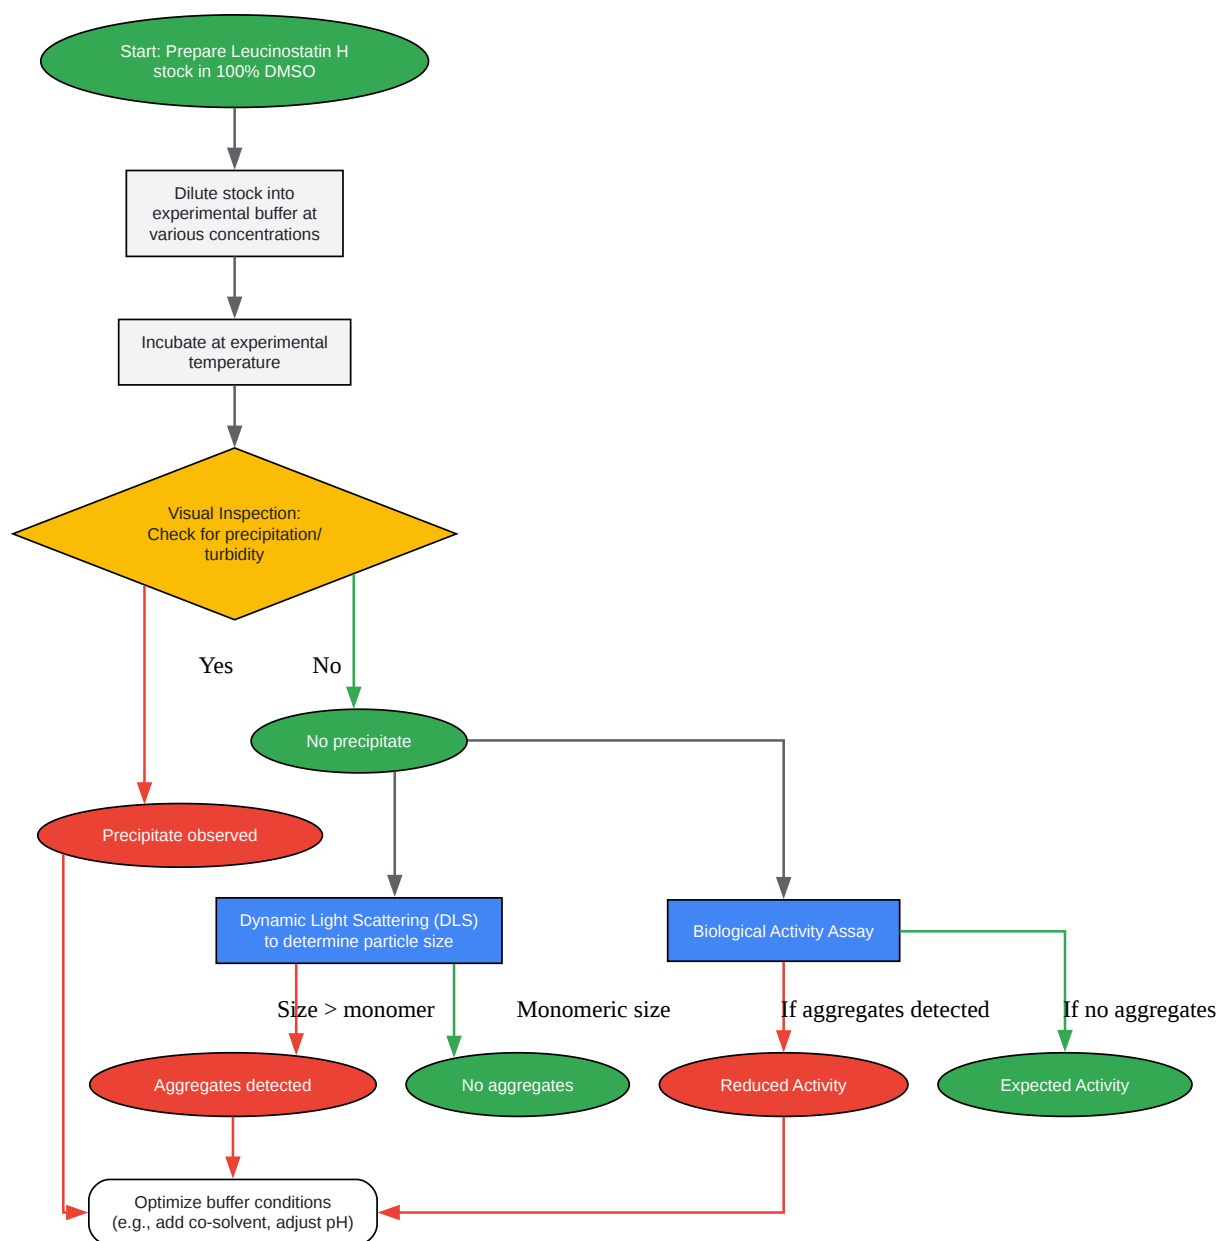 Start: Prepare Leucinostatin H
stock in 100% DMSO
Dilute stock into
experimental buffer at
various concentrations
Incubate at experimental
temperature
Visual Inspection:
Check for precipitation/
turbidity
Yes
No
No precipitate
Precipitate observed
Dynamic Light Scattering (DLS)
to determine particle size
Biological Activity Assay
Size > monomer
Monomeric size
If aggregates detected
If no aggregates
Aggregates detected
No aggregates
Reduced Activity
Expected Activity
Optimize buffer conditions
(e.g., add co-solvent, adjust pH)